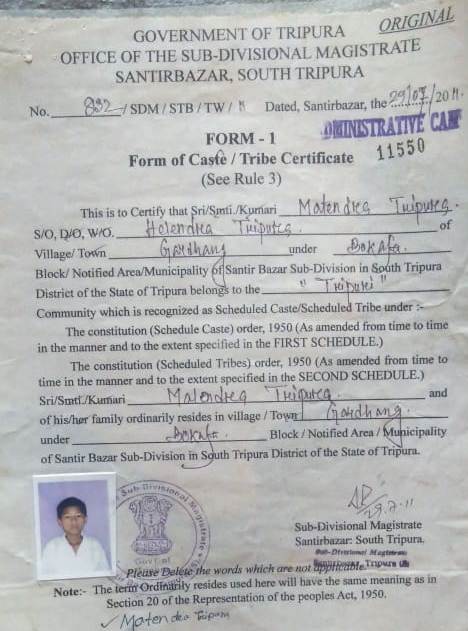 ORIGINAL
GOVERNMENT OF TRIPURA
OFFICE OF THE SUB-DIVISIONAL MAGISTRATE
SANTIRBAZAR, SOUTH TRIPURA
No. 892/SDM / STB / TW / 11 Dated, Santirbazar, the 29/07/2011.
DMINISTRATIVE CAM
FORM - 1
11550
Form of Caste / Tribe Certificate
(See Rule 3)
This is to Certify that Sri/Smti./Kumari Matendra Tripura.
S/O, D/O, W/O. Tripura. of
Village/ Town Gardhang under Bokafa.
Block/ Notified Area/Municipality of Santir Bazar Sub-Division in South Tripura
District of the State of Tripura belongs to the "Tripuri"
Community which is recognized as Scheduled Caste/Scheduled Tribe under :-
The constitution (Schedule Caste) order, 1950 (As amended from time to time
in the manner and to the extent specified in the FIRST SCHEDULE.)
The constitution (Scheduled Tribes) order, 1950 (As amended from time to
time in the manner and to the extent specified in the SECOND SCHEDULE.)
Sri/Smti/Kumari Matendra Tripura. and
of his/her family ordinarily resides in village / Town Gardhang.
under Bokafa. Block / Notified Area / Municipality
of Santir Bazar Sub-Division in South Tripura District of the State of Tripura.
Sub-Divisional Magistrate
29.7.11
Sub-Divisional Magistrate
Santirbazar: South Tripura.
Sub-Divisional Magistrate
Santirbazar, Tripura (S)
Govt. of
Please Delete the words which are not applicable.
Note:- The term Ordinarily resides used here will have the same meaning as in
Section 20 of the Representation of the peoples Act, 1950.
Matendra Tripura